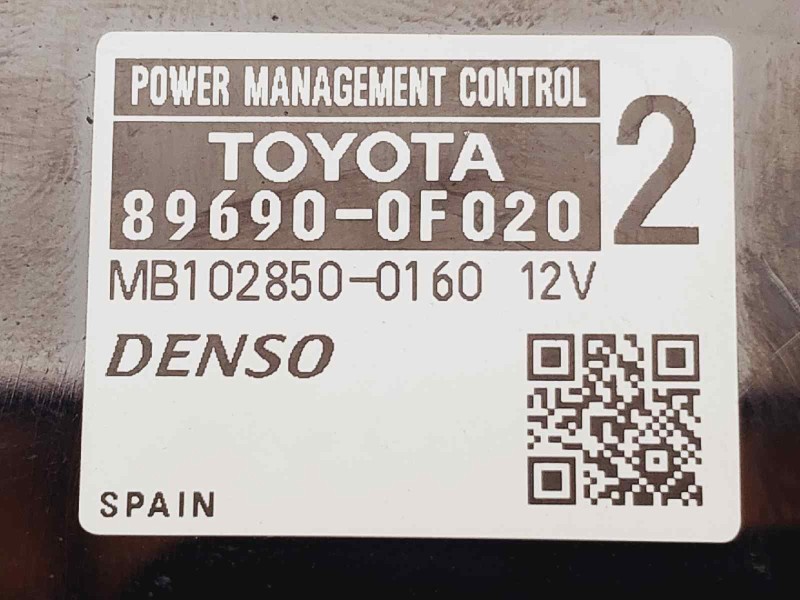 POWER MANAGEMENT CONTROL
2
TOYOTA
89690-0F020
MB102850-0160 12V
DENSO
SPAIN